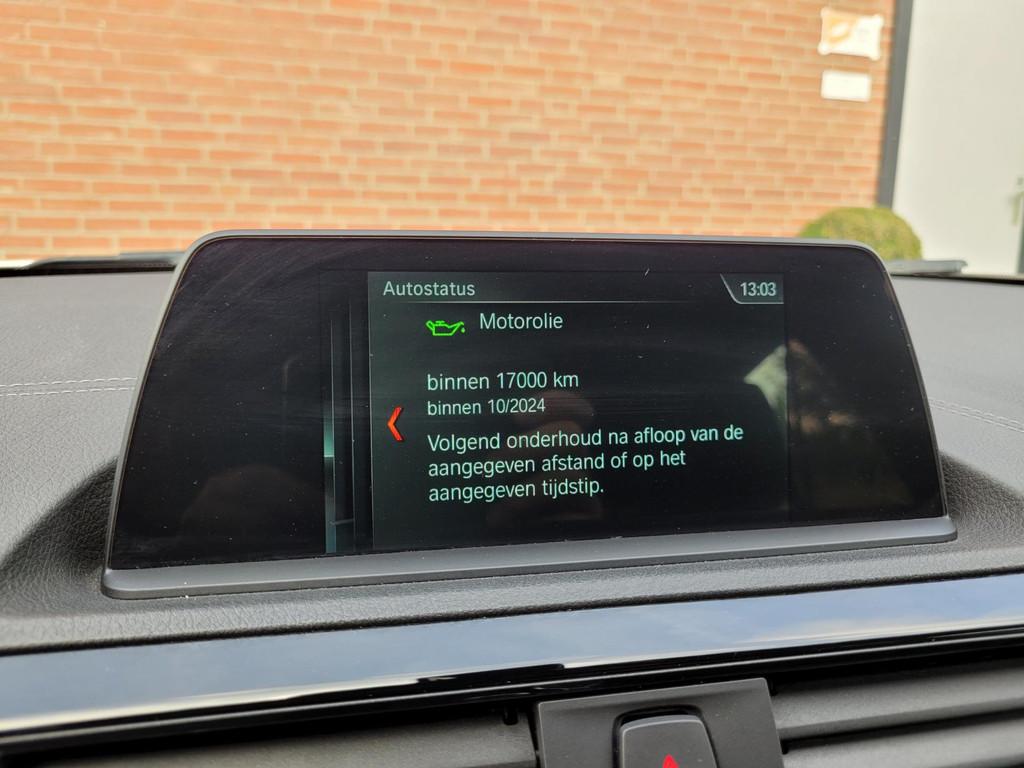 Autostatus
13:03
Motorolie
binnen 17000 km
binnen 10/2024
Volgend onderhoud na afloop van de
aangegeven afstand of op het
aangegeven tijdstip.